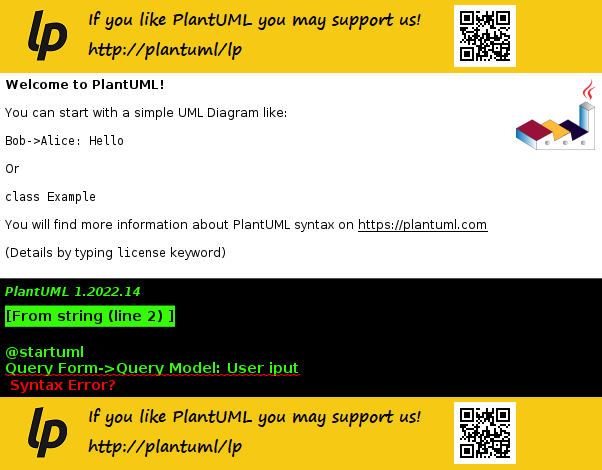 lp If you like PlantUML you may support us!
http://plantuml/lp
Welcome to PlantUML!
You can start with a simple UML Diagram like:
Bob->Alice: Hello
Or
class Example
You will find more information about PlantUML syntax on https://plantuml.com
(Details by typing license keyword)
PlantUML 1.2022.14
[From string (line 2) ]
@startuml
Query Form->Query Model: User iput
Syntax Error?
lp If you like PlantUML you may support us!
http://plantuml/lp